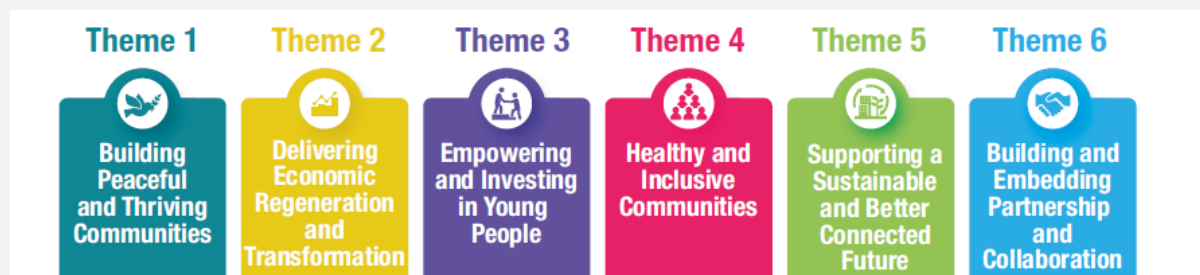 Theme 1
Building
Peaceful
and Thriving
Communities
Theme 2
Delivering
Economic
Regeneration
and
Transformation
Theme 3
Empowering
and Investing
in Young
People
Theme 4
Healthy and
Inclusive
Communities
Theme 5
Supporting a
Sustainable
and Better
Connected
Future
Theme 6
Building and
Embedding
Partnership
and
Collaboration